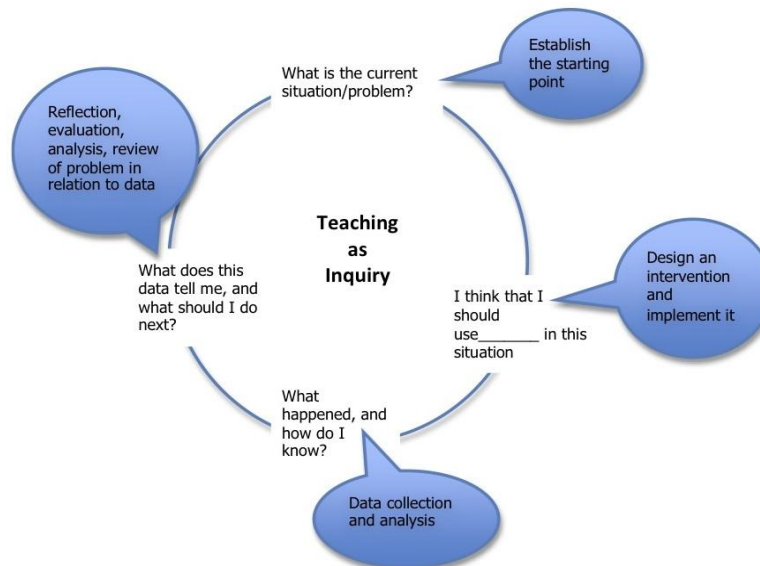 Establish
the starting
point
What is the current
situation/problem?
Reflection,
evaluation,
analysis, review
of problem in
relation to data
Teaching
as
Inquiry
Design an
intervention
and
implement it
What does this
data tell me, and
what should I do
next?
I think that I
should
use_______ in this
situation
What
happened, and
how do I
know?
Data collection
and analysis